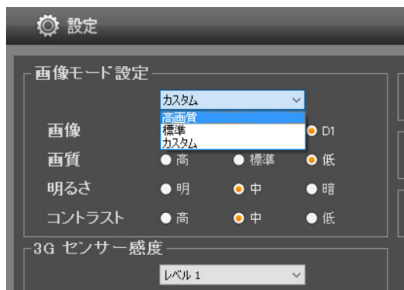 設定
画像モード設定
カスタム
高画質
標準
カスタム
画像 D1
画質 高 標準 低
明るさ 明 中 暗
コントラスト 高 中 低
3G センサー感度
レベル 1